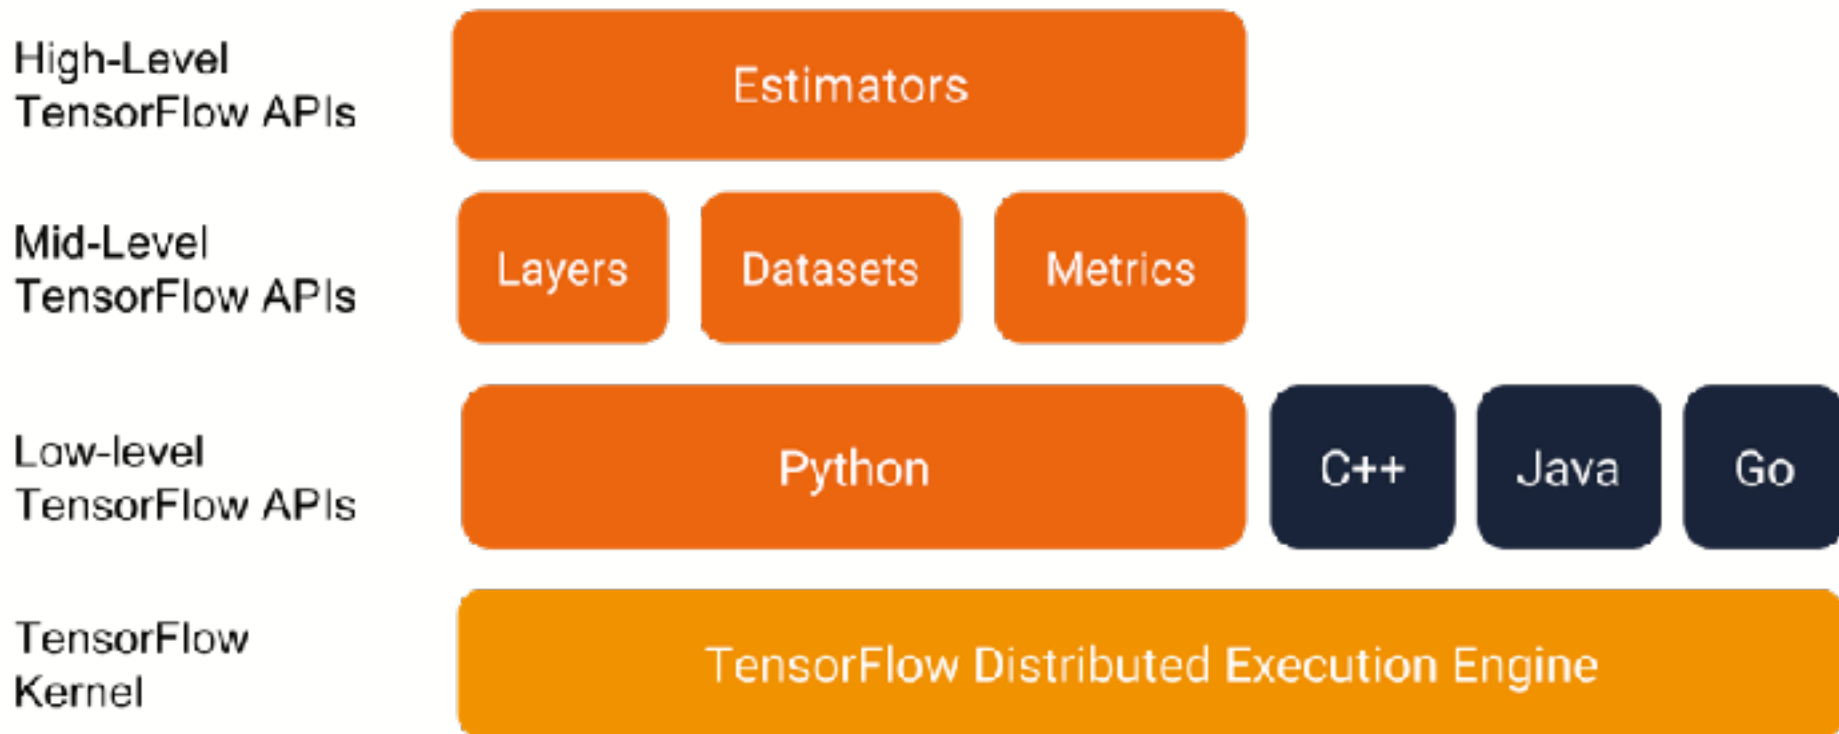 High-Level
TensorFlow APIs
Estimators
Mid-Level
TensorFlow APIs
Layers
Datasets
Metrics
Low-level
TensorFlow APIs
Python
C++
Java
Go
TensorFlow
Kernel
TensorFlow Distributed Execution Engine